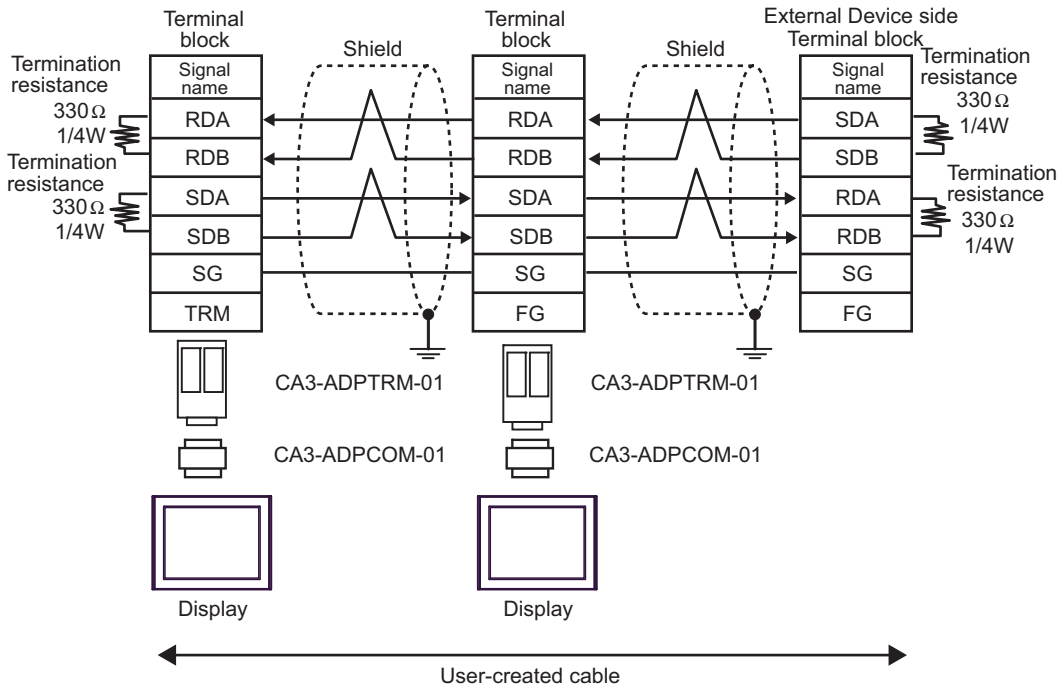 Terminal
block
Shield
Terminal
block
Shield
External Device side
Terminal block
Termination
resistance
330Ω
1/4W
Termination
resistance
330Ω
1/4W
Signal
name
RDA
RDB
SDA
SDB
SG
TRM
Signal
name
RDA
RDB
SDA
SDB
SG
FG
Signal
name
SDA
SDB
RDA
RDB
SG
FG
Termination
resistance
330Ω
1/4W
Termination
resistance
330Ω
1/4W
CA3-ADPTRM-01
CA3-ADPTRM-01
CA3-ADPCOM-01
CA3-ADPCOM-01
Display
Display
User-created cable